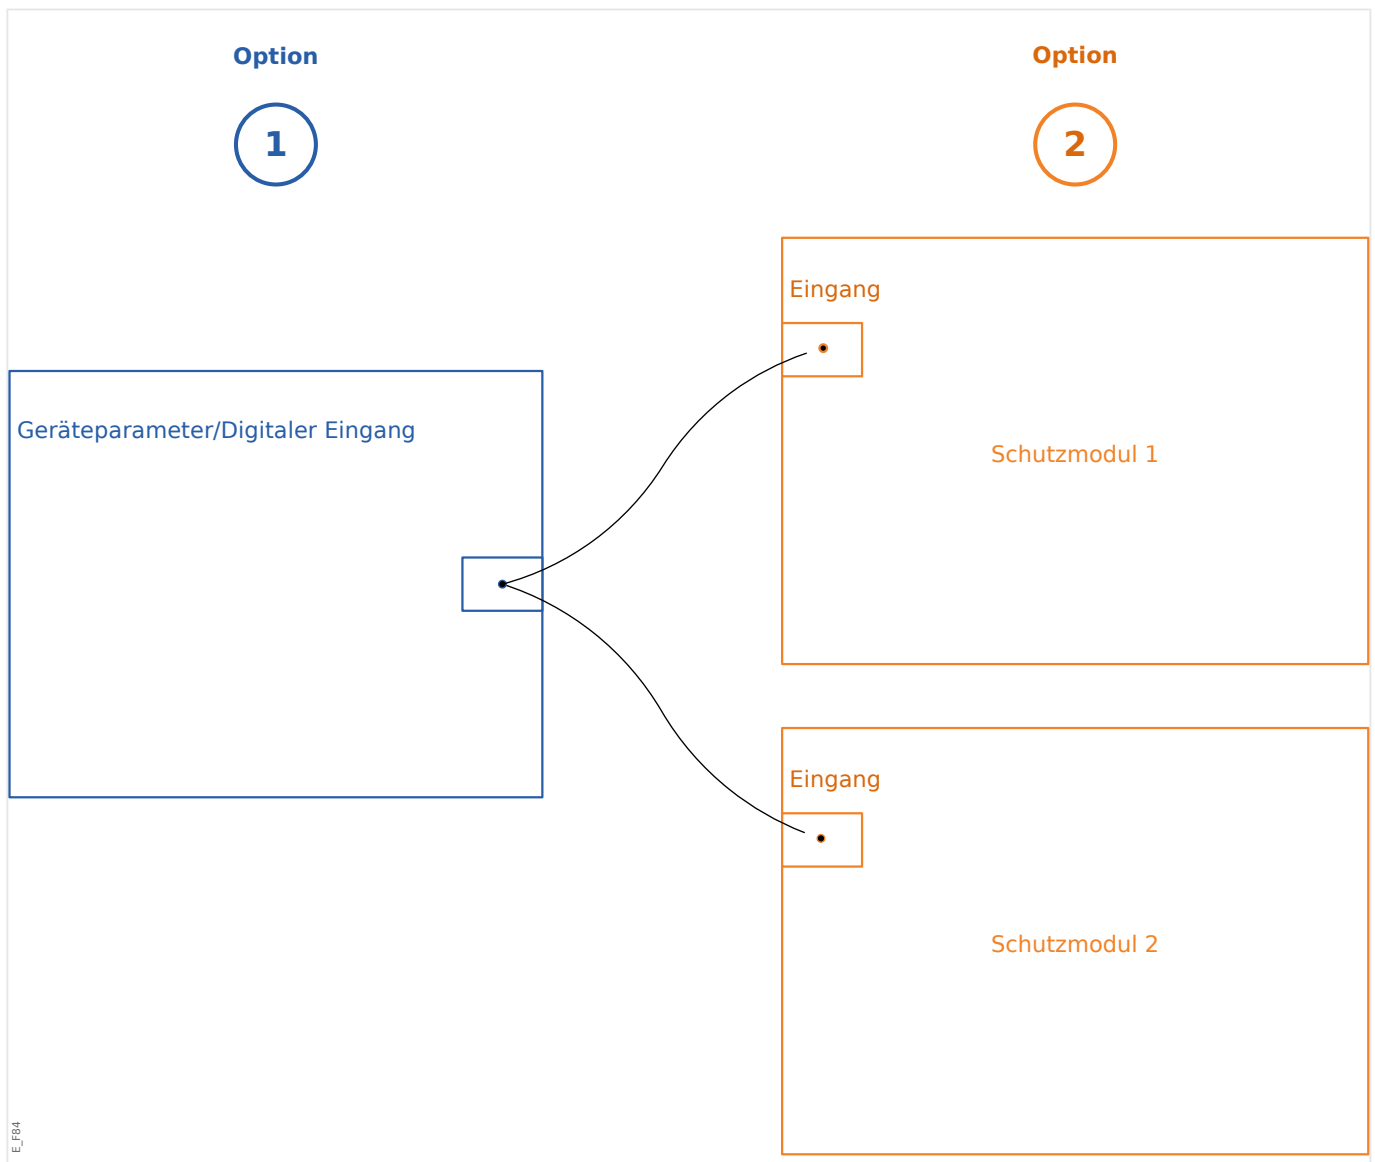 Option
1
Option
2
Geräteparameter/Digitaler Eingang
Eingang
Schutzmodul 1
Eingang
Schutzmodul 2
E_F84